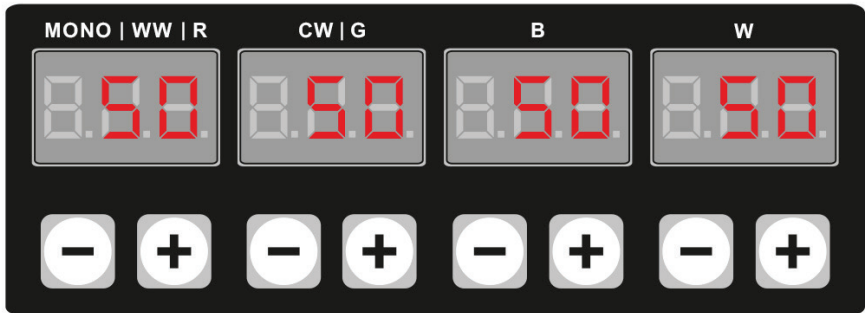 MONO | WW | R CW | G B W
50 50 50 50
− + − + − + − +